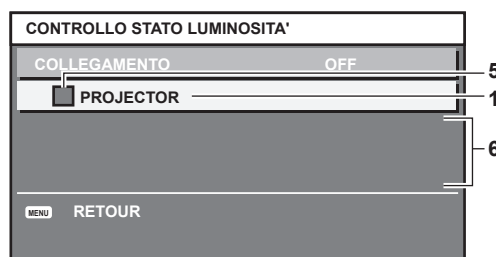 CONTROLLO STATO LUMINOSITA'
COLLEGAMENTO OFF
5
PROJECTOR
1
6
MENU RETOUR